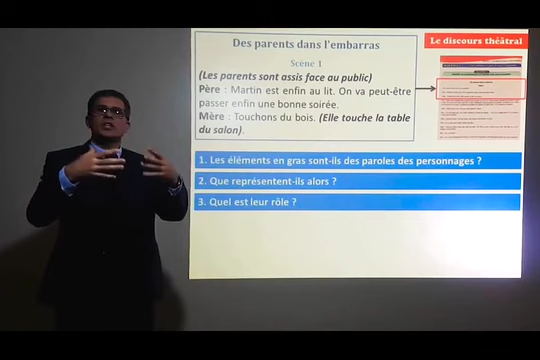 Des parents dans l'embarras
Le discours théâtral
Scène 1
(Les parents sont assis face au public)
Père : Martin est enfin au lit. On va peut-être
passer enfin une bonne soirée.
Mère : Touchons du bois. (Elle touche la table
du salon).
1. Les éléments en gras sont-ils des paroles des personnages ?
2. Que représentent-ils alors ?
3. Quel est leur rôle ?